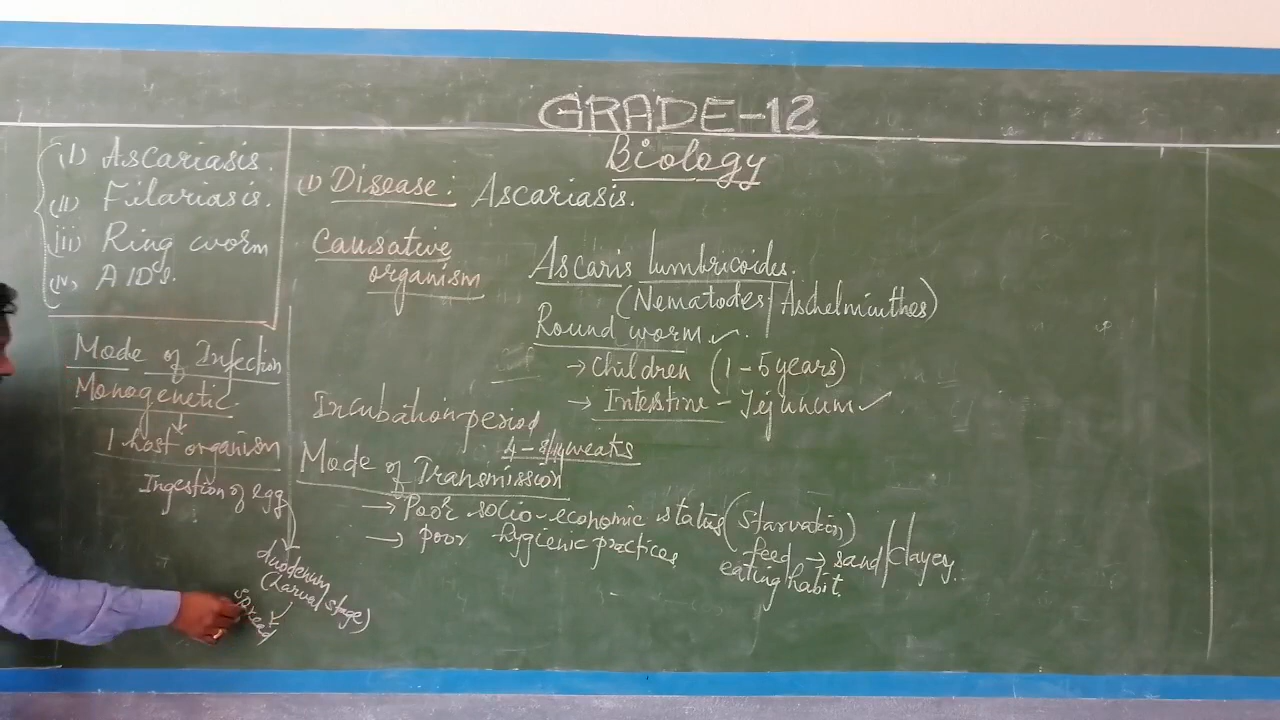 GRADE-12
Biology
(I) Ascariasis.
(II) Filariasis.
(iii) Ring worm
(iv) AIDs.
Mode of Infection
Monogenetic
1 host organism
Ingestion of egg
duodenum
(Larval stage)
spread
(1) Disease: Ascariasis.
Causative
organism
Ascaris lumbricoides.
(Nematodes/Aschelminthes)
Round worm
→ Children (1-5 years)
→ Intestine - Jejunum
Incubation period
weaks
Mode of Transmission
→ Poor socio-economic status (starvation)
→ poor hygienic practices
feed → sand/clayey.
eating habit.